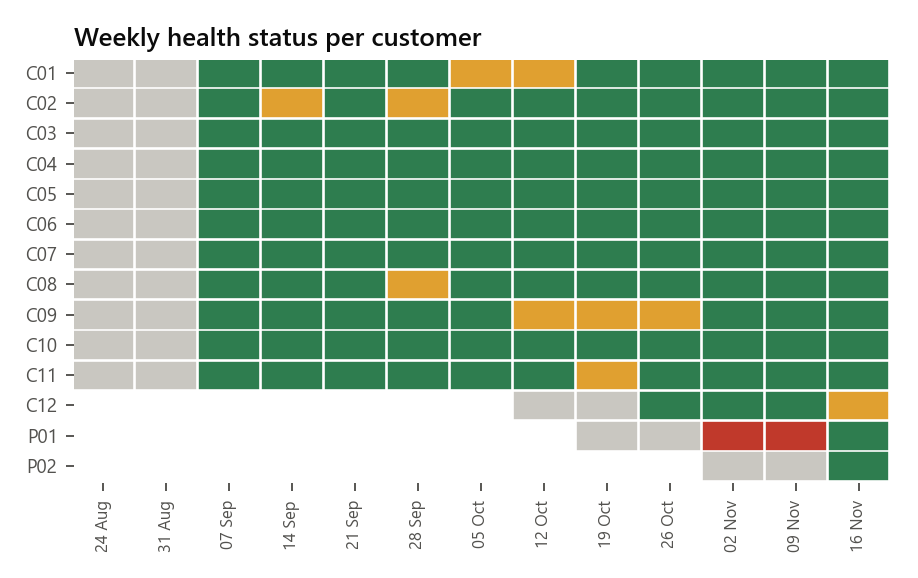 Weekly health status per customer
C01
C02
C03
C04
C05
C06
C07
C08
C09
C10
C11
C12
P01
P02
24 Aug
31 Aug
07 Sep
14 Sep
21 Sep
28 Sep
05 Oct
12 Oct
19 Oct
26 Oct
02 Nov
09 Nov
16 Nov